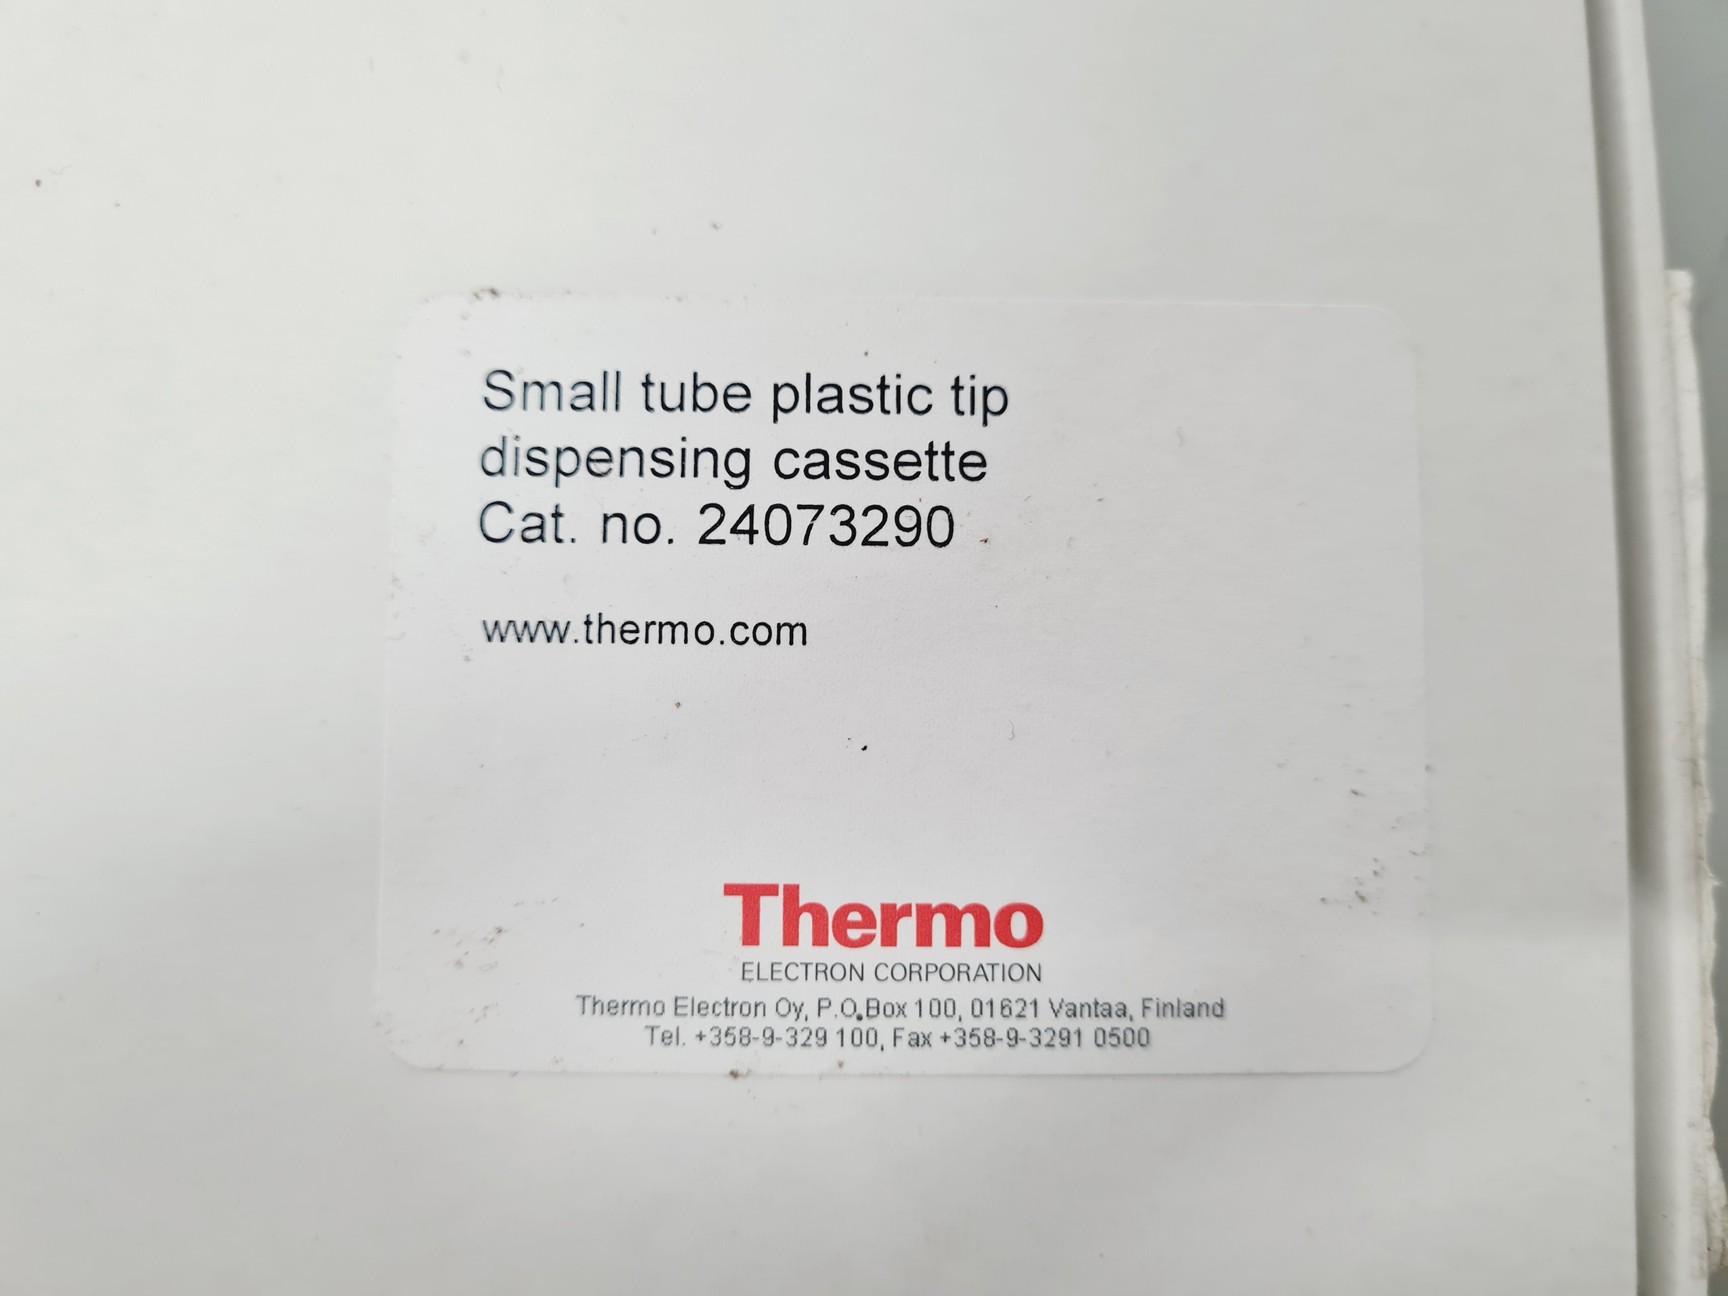 Small tube plastic tip
dispensing cassette
Cat. no. 24073290
www.thermo.com
Thermo
ELECTRON CORPORATION
Thermo Electron Oy, P.O.Box 100, 01621 Vantaa, Finland
Tel. +358-9-329 100, Fax +358-9-3291 0500